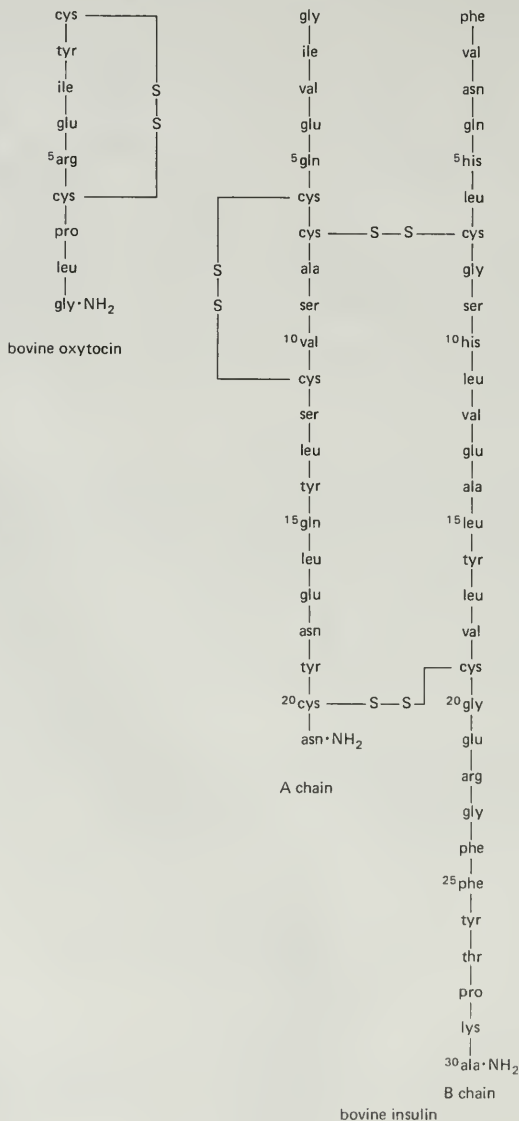 cys
tyr
ile
glu
⁵arg
cys
pro
leu
gly·NH₂
S
S
bovine oxytocin
gly
ile
val
glu
⁵gln
cys
cys
ala
ser
¹⁰val
cys
ser
leu
tyr
¹⁵gln
leu
glu
asn
tyr
²⁰cys
asn·NH₂
S
S
S—S
S—S
A chain
phe
val
asn
gln
⁵his
leu
cys
gly
ser
¹⁰his
leu
val
glu
ala
¹⁵leu
tyr
leu
val
cys
²⁰gly
glu
arg
gly
phe
²⁵phe
tyr
thr
pro
lys
³⁰ala·NH₂
B chain
bovine insulin